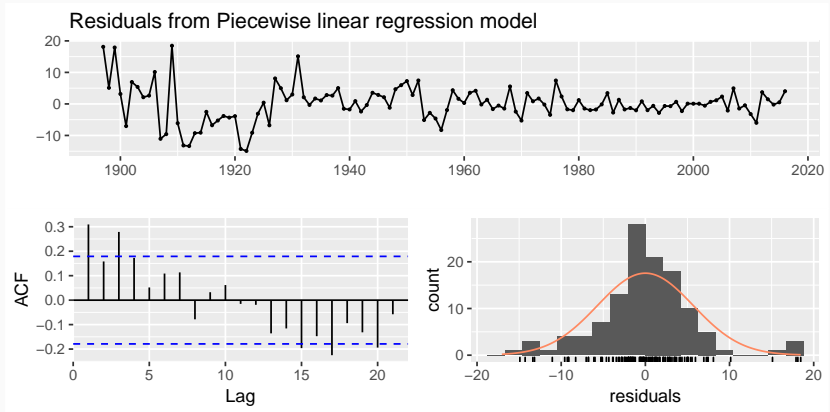 Residuals from Piecewise linear regression model
20
10
0
−10
1900 1920 1940 1960 1980 2000 2020
0.3
0.2
0.1
0.0
−0.1
−0.2
ACF
0 5 10 15 20
Lag
20
10
0
count
−20 −10 0 10 20
residuals